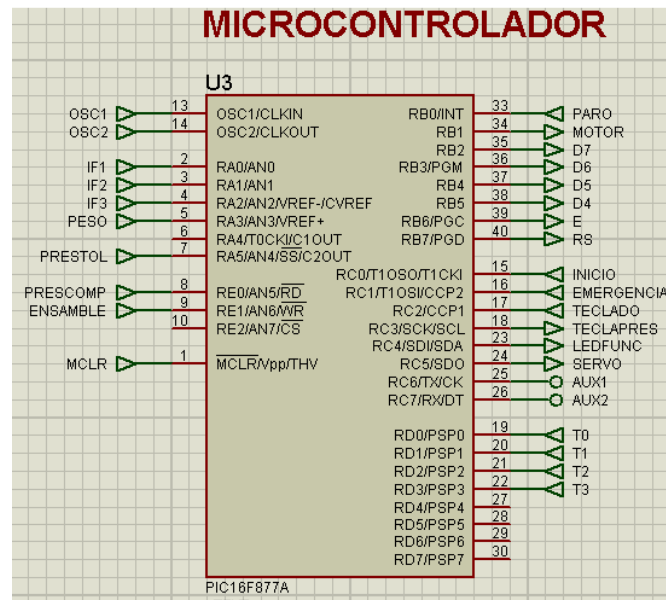 MICROCONTROLADOR
U3
OSC1 13 OSC1/CLKIN RB0/INT 33 PARO
OSC2 14 OSC2/CLKOUT RB1 34 MOTOR
RB2 35 D7
IF1 2 RA0/AN0 RB3/PGM 36 D6
IF2 3 RA1/AN1 RB4 37 D5
IF3 4 RA2/AN2/VREF-/CVREF RB5 38 D4
PESO 5 RA3/AN3/VREF+ RB6/PGC 39 E
6 RA4/T0CKI/C1OUT RB7/PGD 40 RS
PRESTOL 7 RA5/AN4/SS/C2OUT
RC0/T1OSO/T1CKI 15 INICIO
PRESCOMP 8 RE0/AN5/RD RC1/T1OSI/CCP2 16 EMERGENCIA
ENSAMBLE 9 RE1/AN6/WR RC2/CCP1 17 TECLADO
10 RE2/AN7/CS RC3/SCK/SCL 18 TECLAPRES
RC4/SDI/SDA 23 LEDFUNC
MCLR 1 MCLR/Vpp/THV RC5/SDO 24 SERVO
RC6/TX/CK 25 AUX1
RC7/RX/DT 26 AUX2
RD0/PSP0 19 T0
RD1/PSP1 20 T1
RD2/PSP2 21 T2
RD3/PSP3 22 T3
RD4/PSP4 27
RD5/PSP5 28
RD6/PSP6 29
RD7/PSP7 30
PIC16F877A